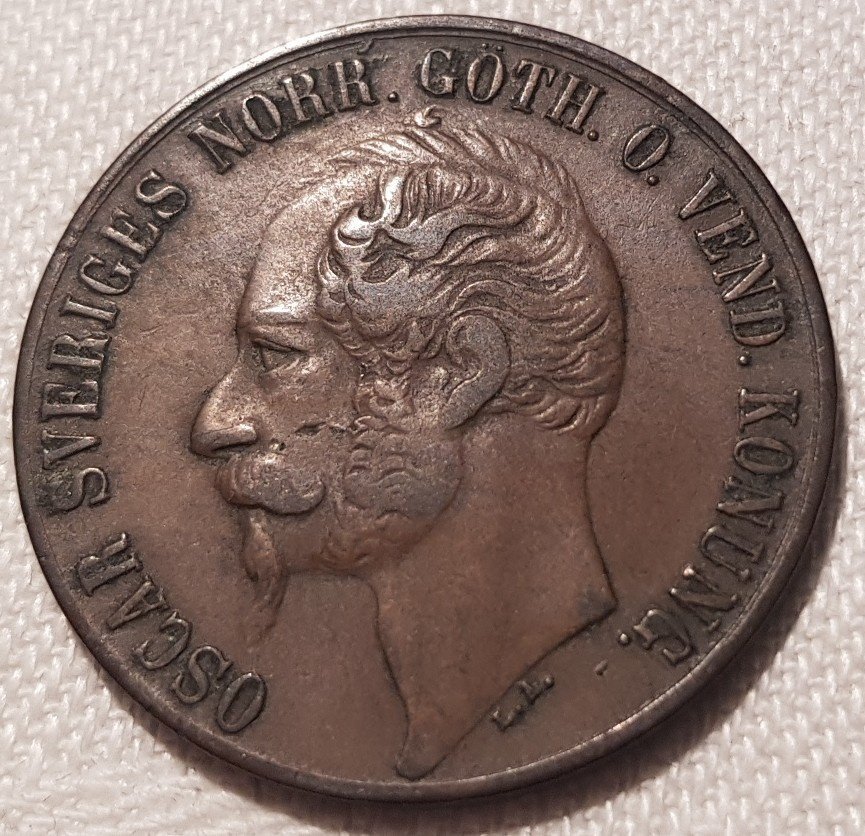 OSCAR SVERIGES NORR. GÖTH. O. VEND. KONUNG.
L.A.